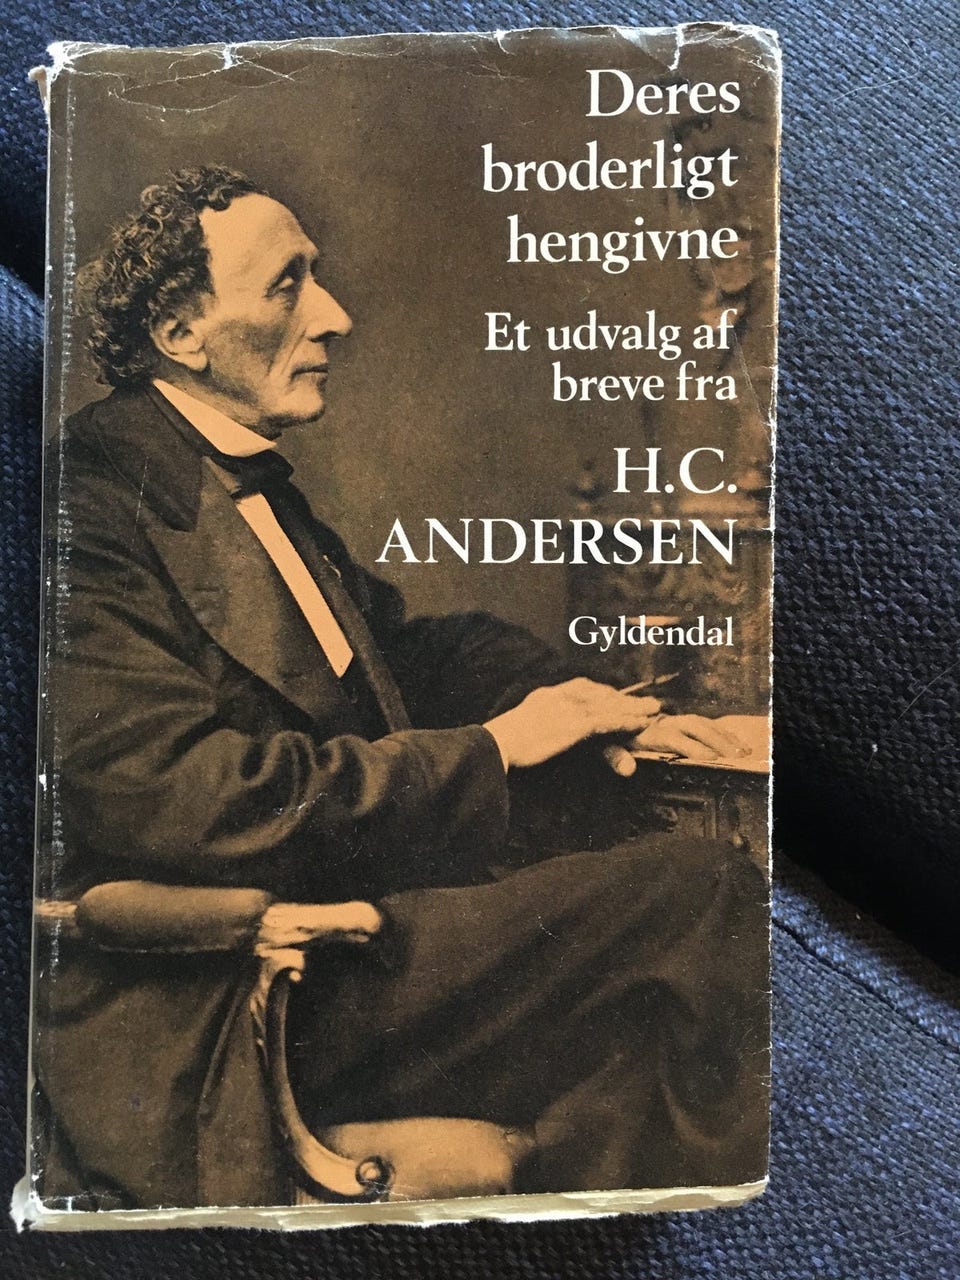 Deres
broderligt
hengivne
Et udvalg af
breve fra
H.C.
ANDERSEN
Gyldendal